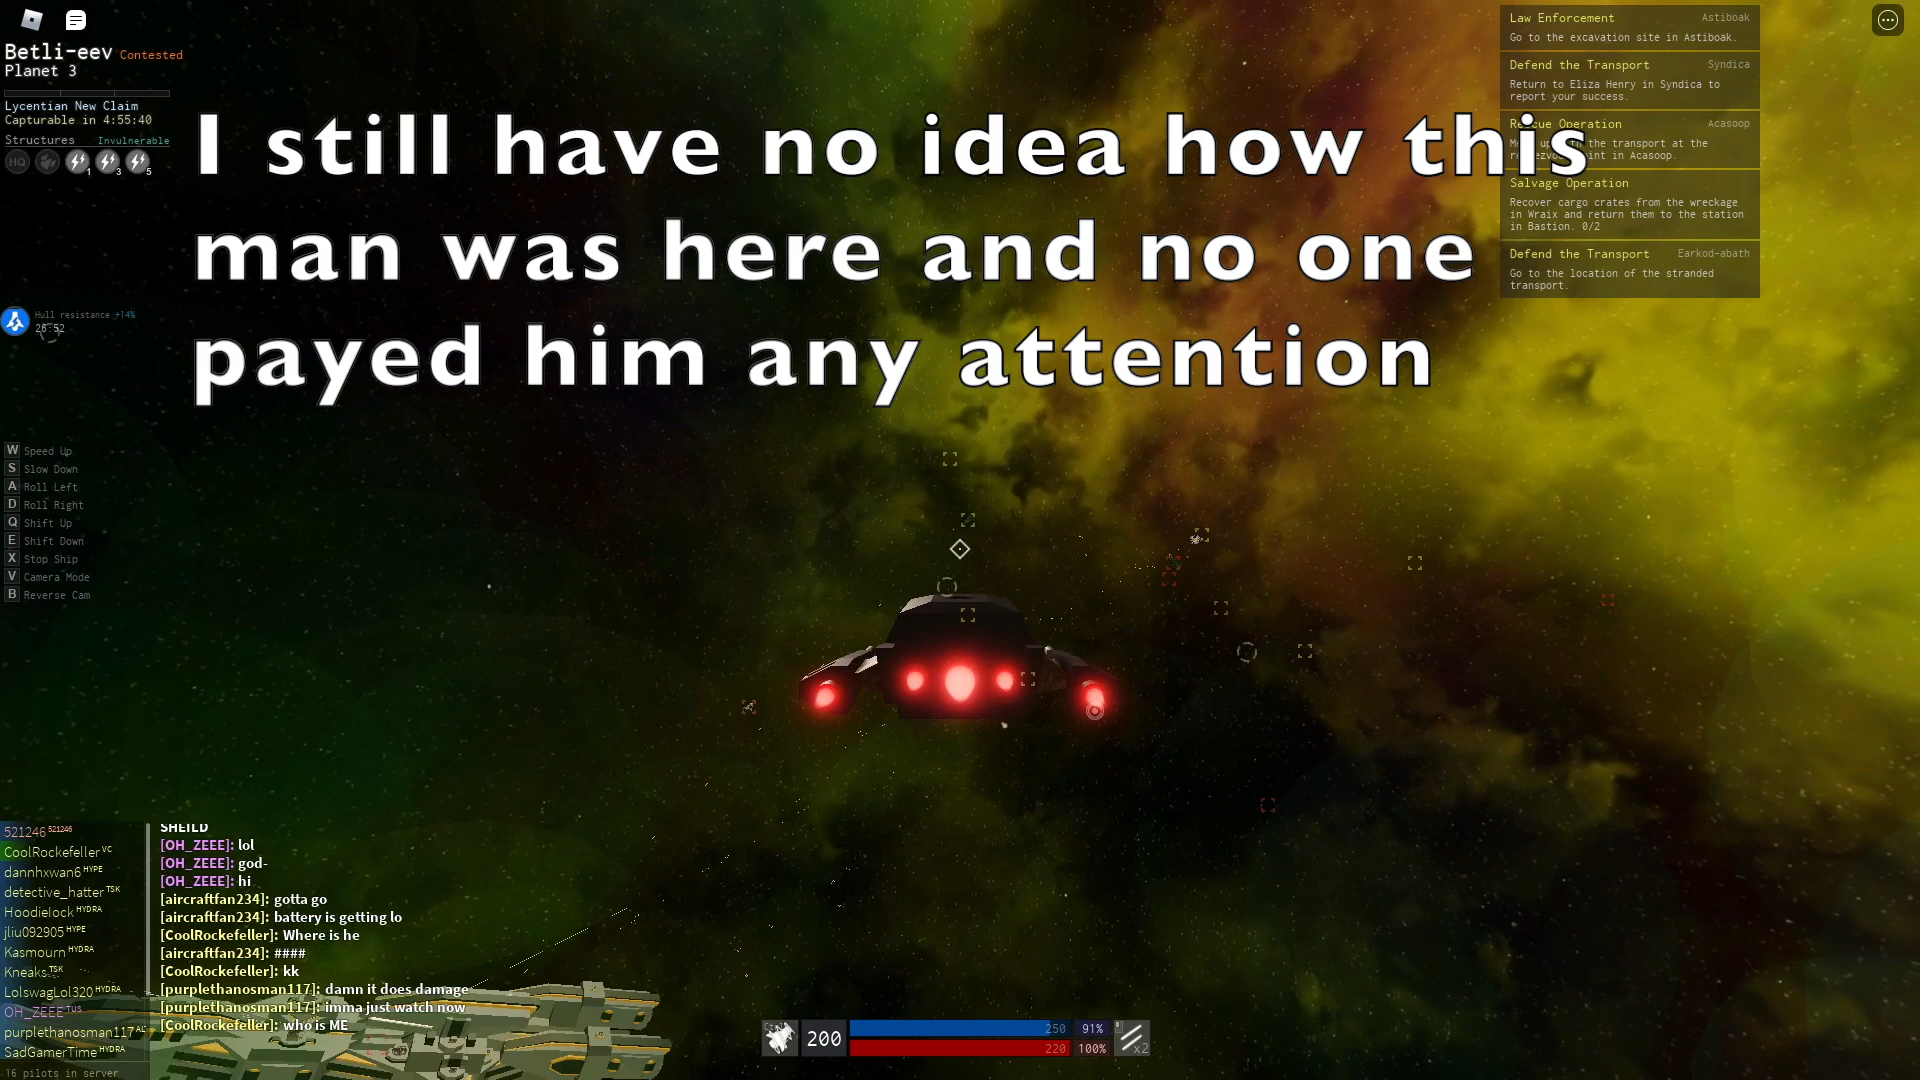 Betli-eev Contested
Planet 3
Lycentian New Claim
Capturable in 4:55:40
Structures Invulnerable
HQ 1 3 5
I still have no idea how this
man was here and no one
payed him any attention
Law Enforcement Astiboak
Go to the excavation site in Astiboak.
Defend the Transport Syndica
Return to Eliza Henry in Syndica to
report your success.
Operation Acasoop
the transport at the
in Acasoop.
Salvage Operation
Recover cargo crates from the wreckage
in Wraix and return them to the station
in Bastion. 0/2
Defend the Transport Earkod-abath
Go to the location of the stranded
transport.
Hull resistance +14%
26:52
W Speed Up
S Slow Down
A Roll Left
D Roll Right
Q Shift Up
E Shift Down
X Stop Ship
V Camera Mode
B Reverse Cam
521246 521246
CoolRockefeller VC
dannhxwan6 HYPE
detective_hatter TSK
Hoodielock HYDRA
jliu092905 HYPE
Kasmourn HYDRA
Kneaks TSK
LolswagLol320 HYDRA
OH_ZEEE TUS
purplethanosman117
SadGamerTime HYDRA
16 pilots in server
SHEILD
[OH_ZEEE]: lol
[OH_ZEEE]: god-
[OH_ZEEE]: hi
[aircraftfan234]: gotta go
[aircraftfan234]: battery is getting lo
[CoolRockefeller]: Where is he
[aircraftfan234]: ####
[CoolRockefeller]: kk
[purplethanosman117]: damn it does damage
[purplethanosman117]: imma just watch now
[CoolRockefeller]: who is ME
200
250 91%
220 100%
x2